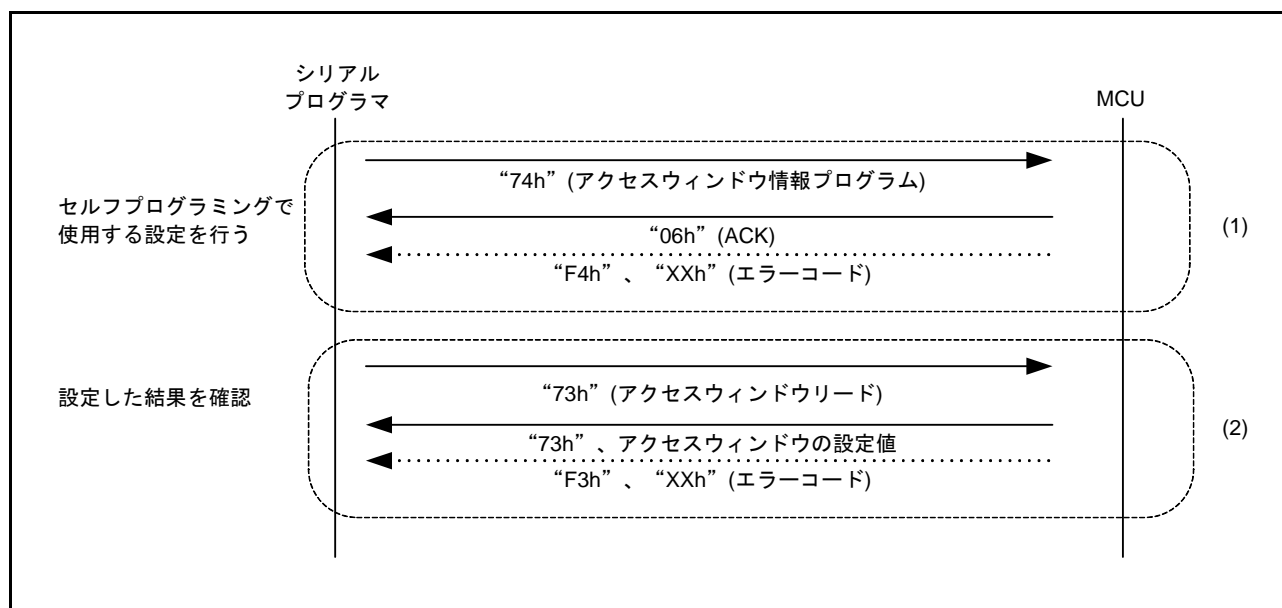 シリアル
プログラマ
MCU
“74h” (アクセスウィンドウ情報プログラム)
セルフプログラミングで
使用する設定を行う
“06h” (ACK)
(1)
“F4h” 、 “XXh” (エラーコード)
“73h” (アクセスウィンドウリード)
設定した結果を確認
“73h” 、アクセスウィンドウの設定値
(2)
“F3h” 、 “XXh” (エラーコード)